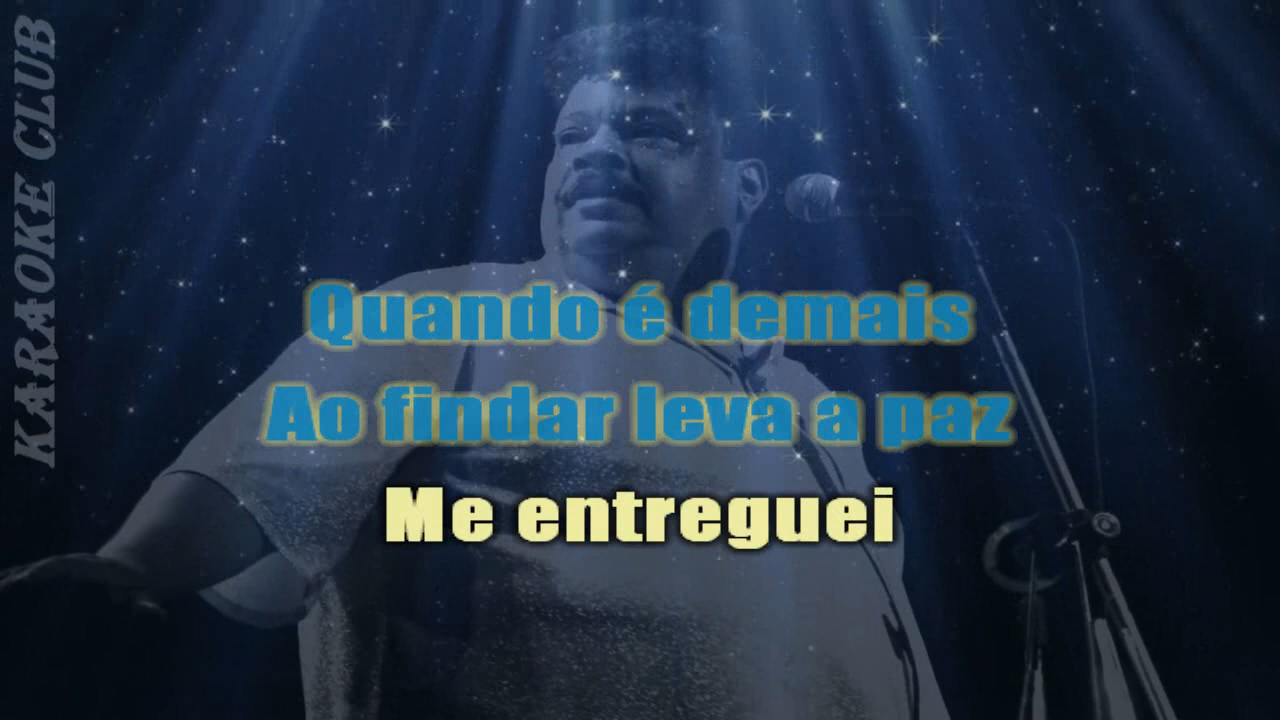 KARAOKE CLUB
Quando é demais
Ao findar leva a paz
Me entreguei